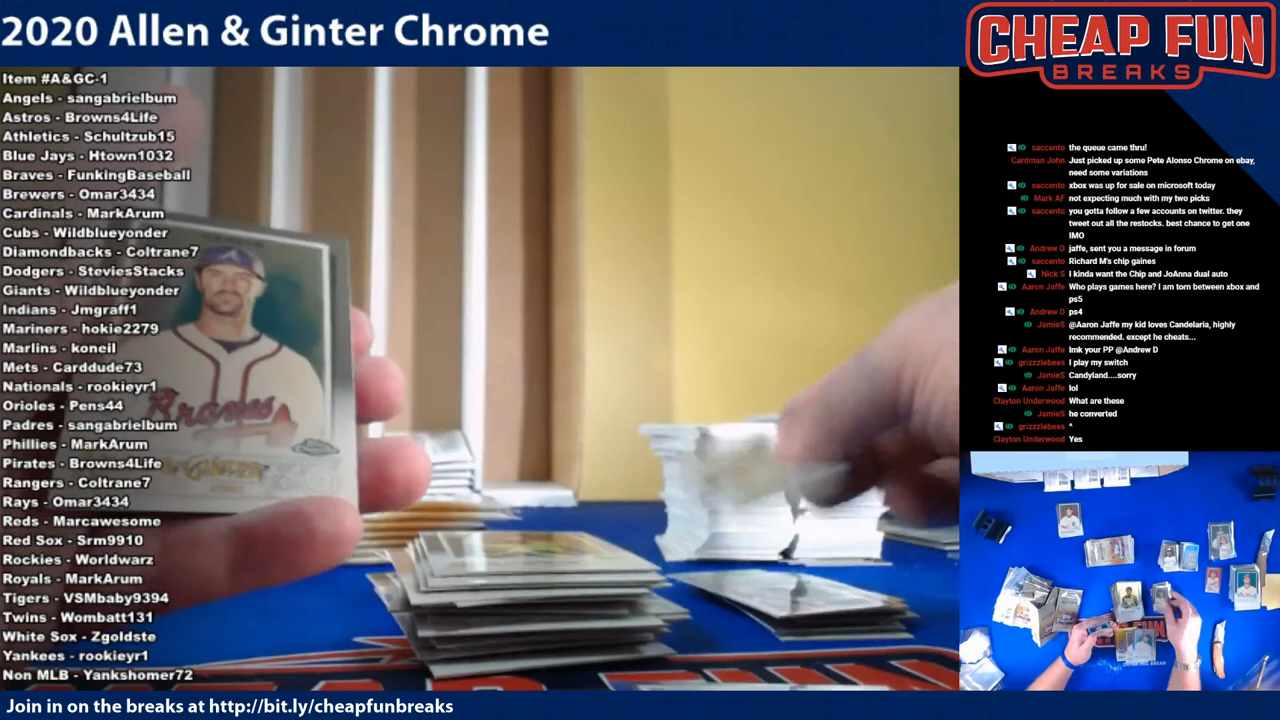 2020 Allen & Ginter Chrome
CHEAP FUN
BREAKS
Item #A&GC-1
Angels - sangabrielbum
Astros - Browns4Life
Athletics - Schultzub15
Blue Jays - Htown1032
Braves - FunkingBaseball
Brewers - Omar3434
Cardinals - MarkArum
Cubs - Wildblueyonder
Diamondbacks - Coltrane7
Dodgers - SteviesStacks
Giants - Wildblueyonder
Indians - Jmgraff1
Mariners - hokie2279
Marlins - koneil
Mets - Carddude73
Nationals - rookieyr1
Orioles - Pens44
Padres - sangabrielbum
Phillies - MarkArum
Pirates - Browns4Life
Rangers - Coltrane7
Rays - Omar3434
Reds - Marcawesome
Red Sox - Srm9910
Rockies - Worldwarz
Royals - MarkArum
Tigers - VSMbaby9394
Twins - Wombatt131
White Sox - Zgoldste
Yankees - rookieyr1
Non MLB - Yankshomer72
Braves
saccento the queue came thru!
Cardman John Just picked up some Pete Alonso Chrome on ebay,
need some variations
saccento xbox was up for sale on microsoft today
Mark AF not expecting much with my two picks
saccento you gotta follow a few accounts on twitter. they
tweet out all the restocks. best chance to get one
IMO
Andrew D jaffe, sent you a message in forum
saccento Richard M's chip gaines
Nick S I kinda want the Chip and JoAnna dual auto
Aaron Jaffe Who plays games here? I am torn between xbox and
ps5
Andrew D ps4
JamieS @Aaron Jaffe my kid loves Candelaria, highly
recommended. except he cheats...
Aaron Jaffe lmk your PP @Andrew D
grizzzlebees I play my switch
JamieS Candyland....sorry
Aaron Jaffe lol
Clayton Underwood What are these
JamieS he converted
grizzzlebees ^
Clayton Underwood Yes
Join in on the breaks at http://bit.ly/cheapfunbreaks